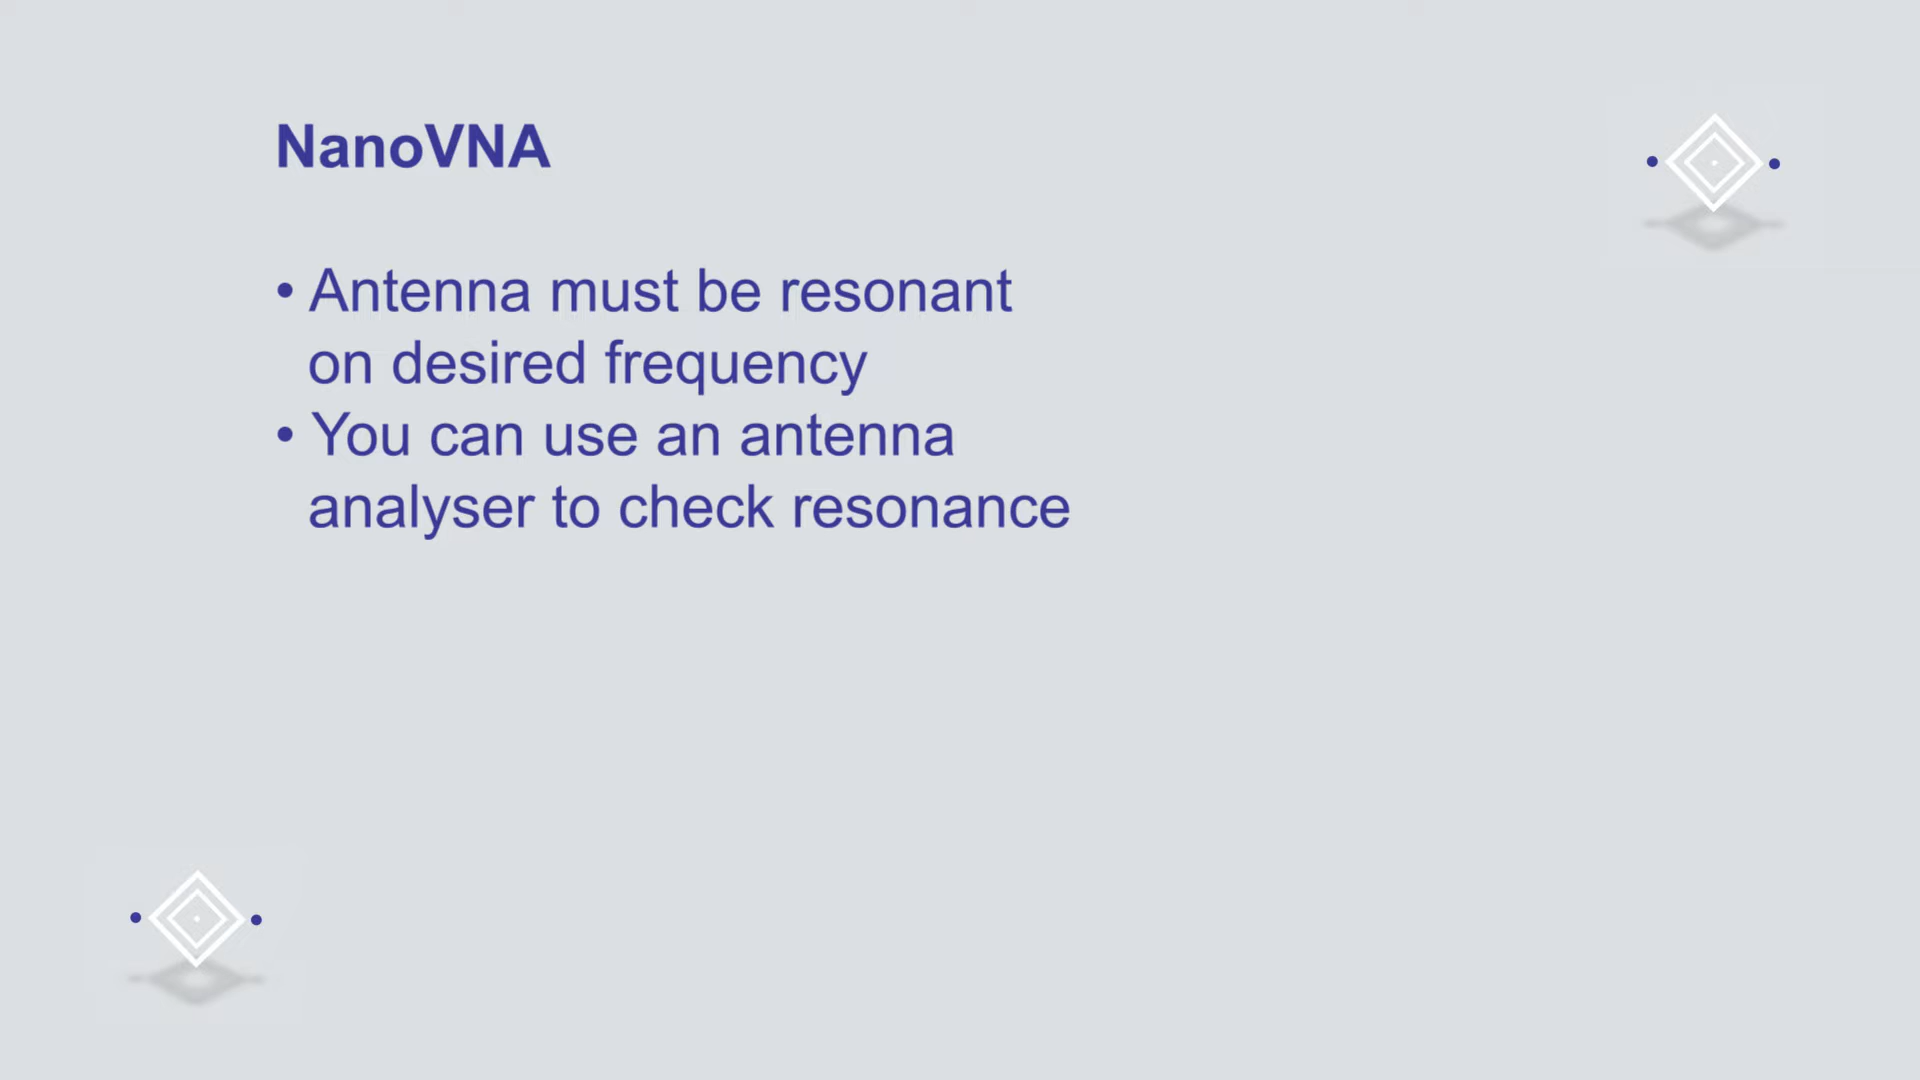 NanoVNA
• Antenna must be resonant
on desired frequency
• You can use an antenna
analyser to check resonance